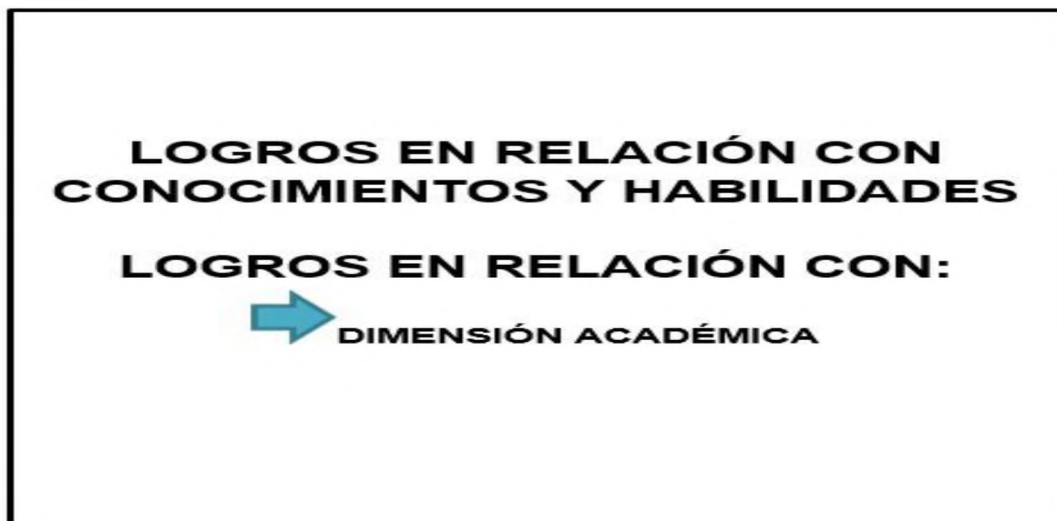 LOGROS EN RELACIÓN CON
CONOCIMIENTOS Y HABILIDADES
LOGROS EN RELACIÓN CON:
DIMENSIÓN ACADÉMICA